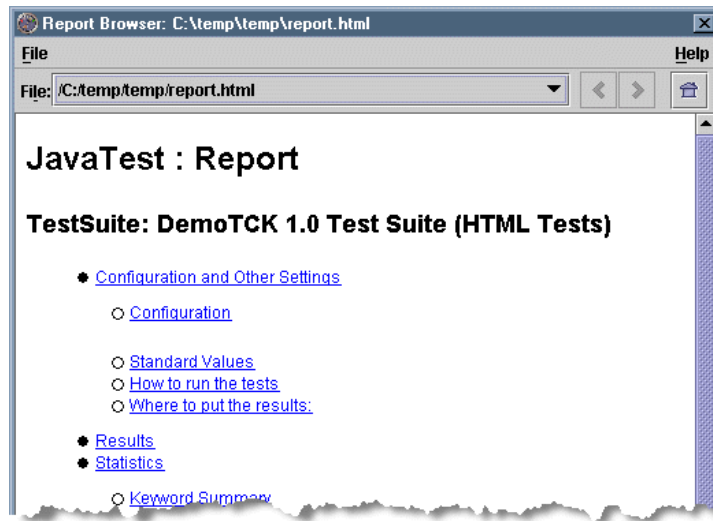 Report Browser: C:\temp\temp\report.html
File Help
File: /C:/temp/temp/report.html
JavaTest : Report
TestSuite: DemoTCK 1.0 Test Suite (HTML Tests)
Configuration and Other Settings
Configuration
Standard Values
How to run the tests
Where to put the results:
Results
Statistics
Keyword Summary